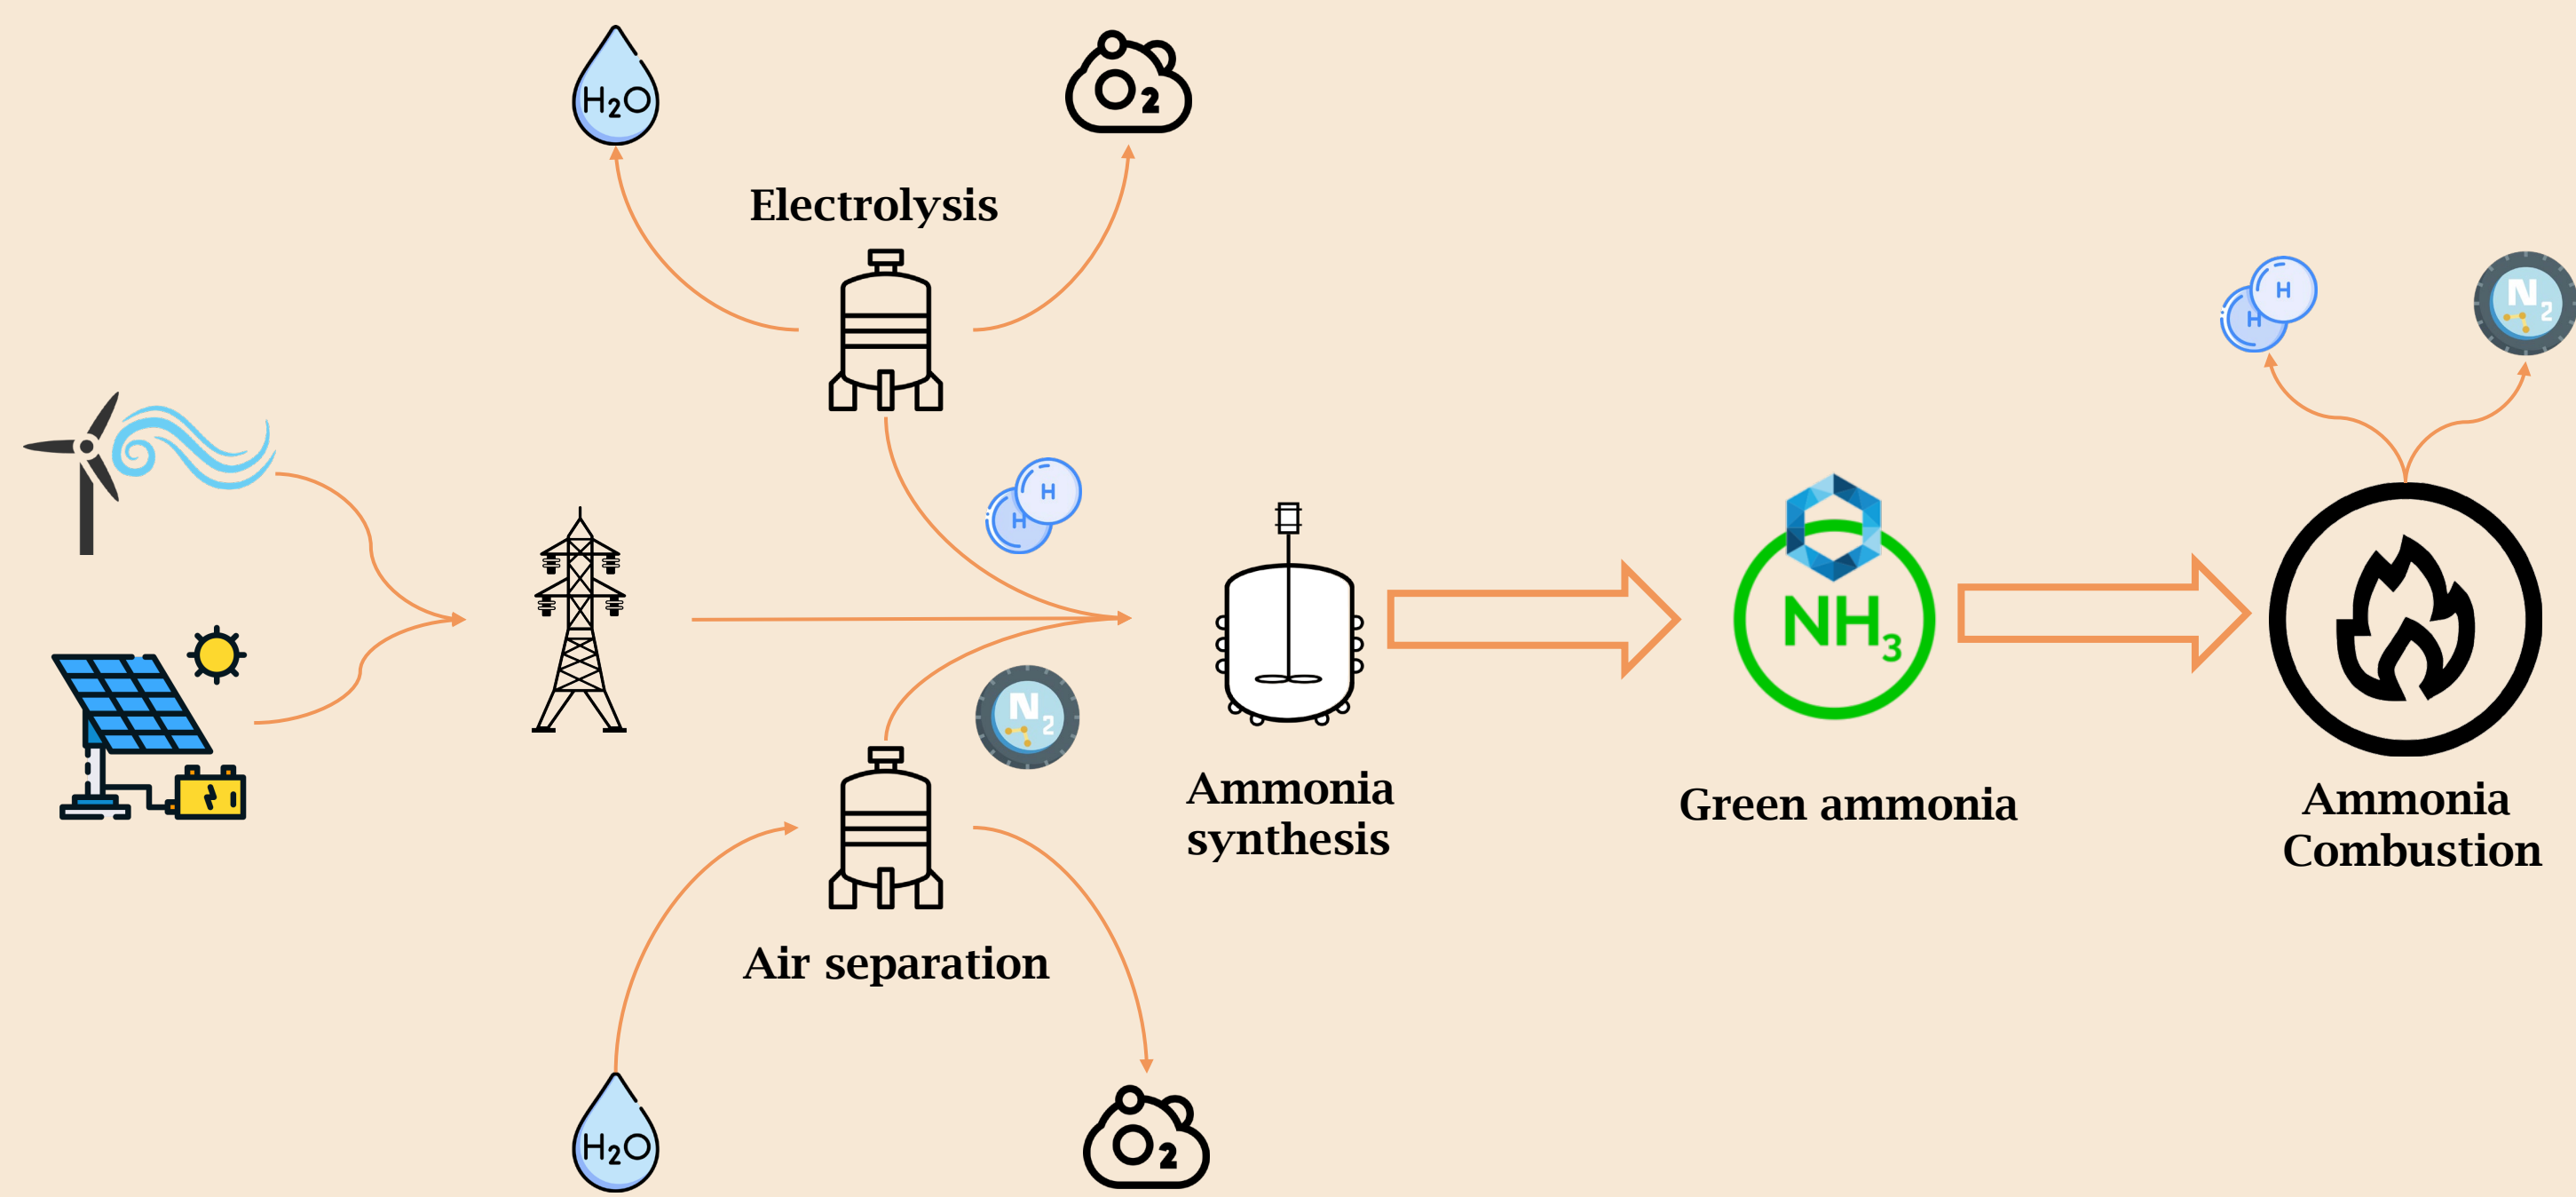 H₂O
O₂
Electrolysis
H
H
N₂
H
H
NH₃
N₂
Ammonia
synthesis
Green ammonia
Ammonia
Combustion
Air separation
H₂O
O₂